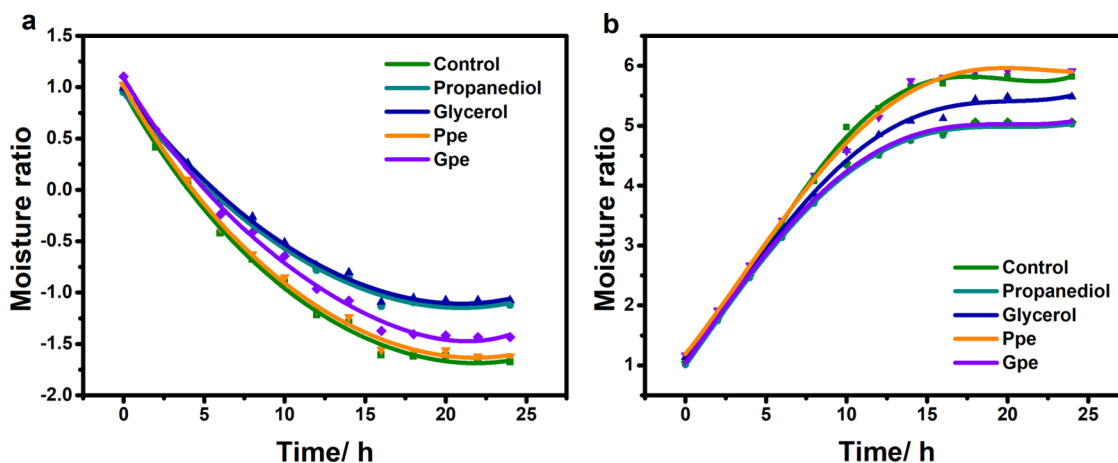 a
1.5
1.0
0.5
0.0
-0.5
-1.0
-1.5
-2.0
Moisture ratio
Control
Propanediol
Glycerol
Ppe
Gpe
0 5 10 15 20 25
Time/ h
b
6
5
4
3
2
1
Moisture ratio
Control
Propanediol
Glycerol
Ppe
Gpe
0 5 10 15 20 25
Time/ h